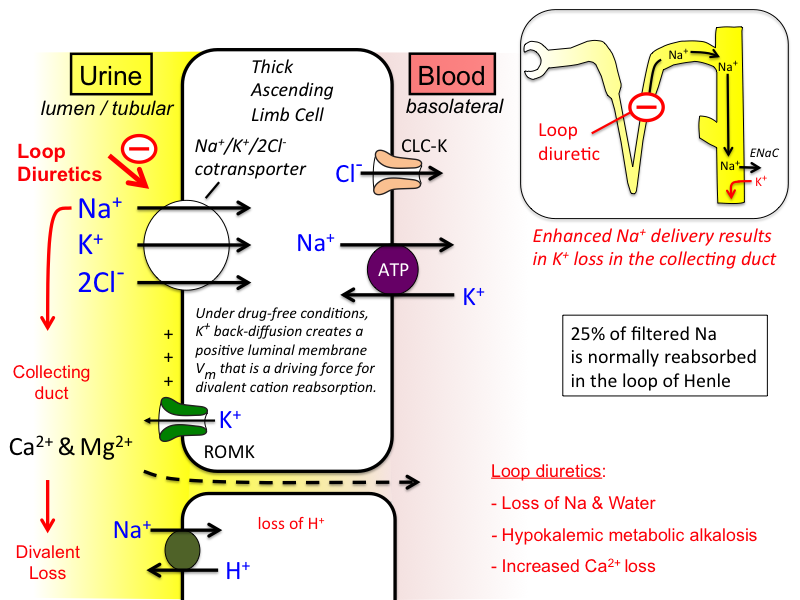 Urine
lumen / tubular
Thick
Ascending
Limb Cell
Blood
basolateral
Loop
Diuretics
Na⁺/K⁺/2Cl⁻
cotransporter
CLC-K
Cl⁻
Na⁺
K⁺
2Cl⁻
Na⁺
ATP
K⁺
Under drug-free conditions,
K⁺ back-diffusion creates a
positive luminal membrane
Vₘ that is a driving force for
divalent cation reabsorption.
+
+
+
Collecting
duct
K⁺
ROMK
Ca²⁺ & Mg²⁺
Divalent
Loss
Na⁺
loss of H⁺
H⁺
Na⁺
Na⁺
Loop
diuretic
Na⁺
ENaC
K⁺
Enhanced Na⁺ delivery results
in K⁺ loss in the collecting duct
25% of filtered Na
is normally reabsorbed
in the loop of Henle
Loop diuretics:
- Loss of Na & Water
- Hypokalemic metabolic alkalosis
- Increased Ca²⁺ loss